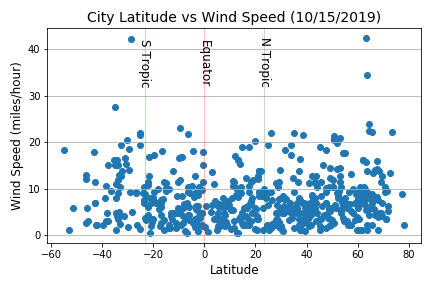 City Latitude vs Wind Speed (10/15/2019)
Wind Speed (miles/hour)
40
30
20
10
0
S Tropic
Equator
N Tropic
−60
−40
−20
0
20
40
60
80
Latitude